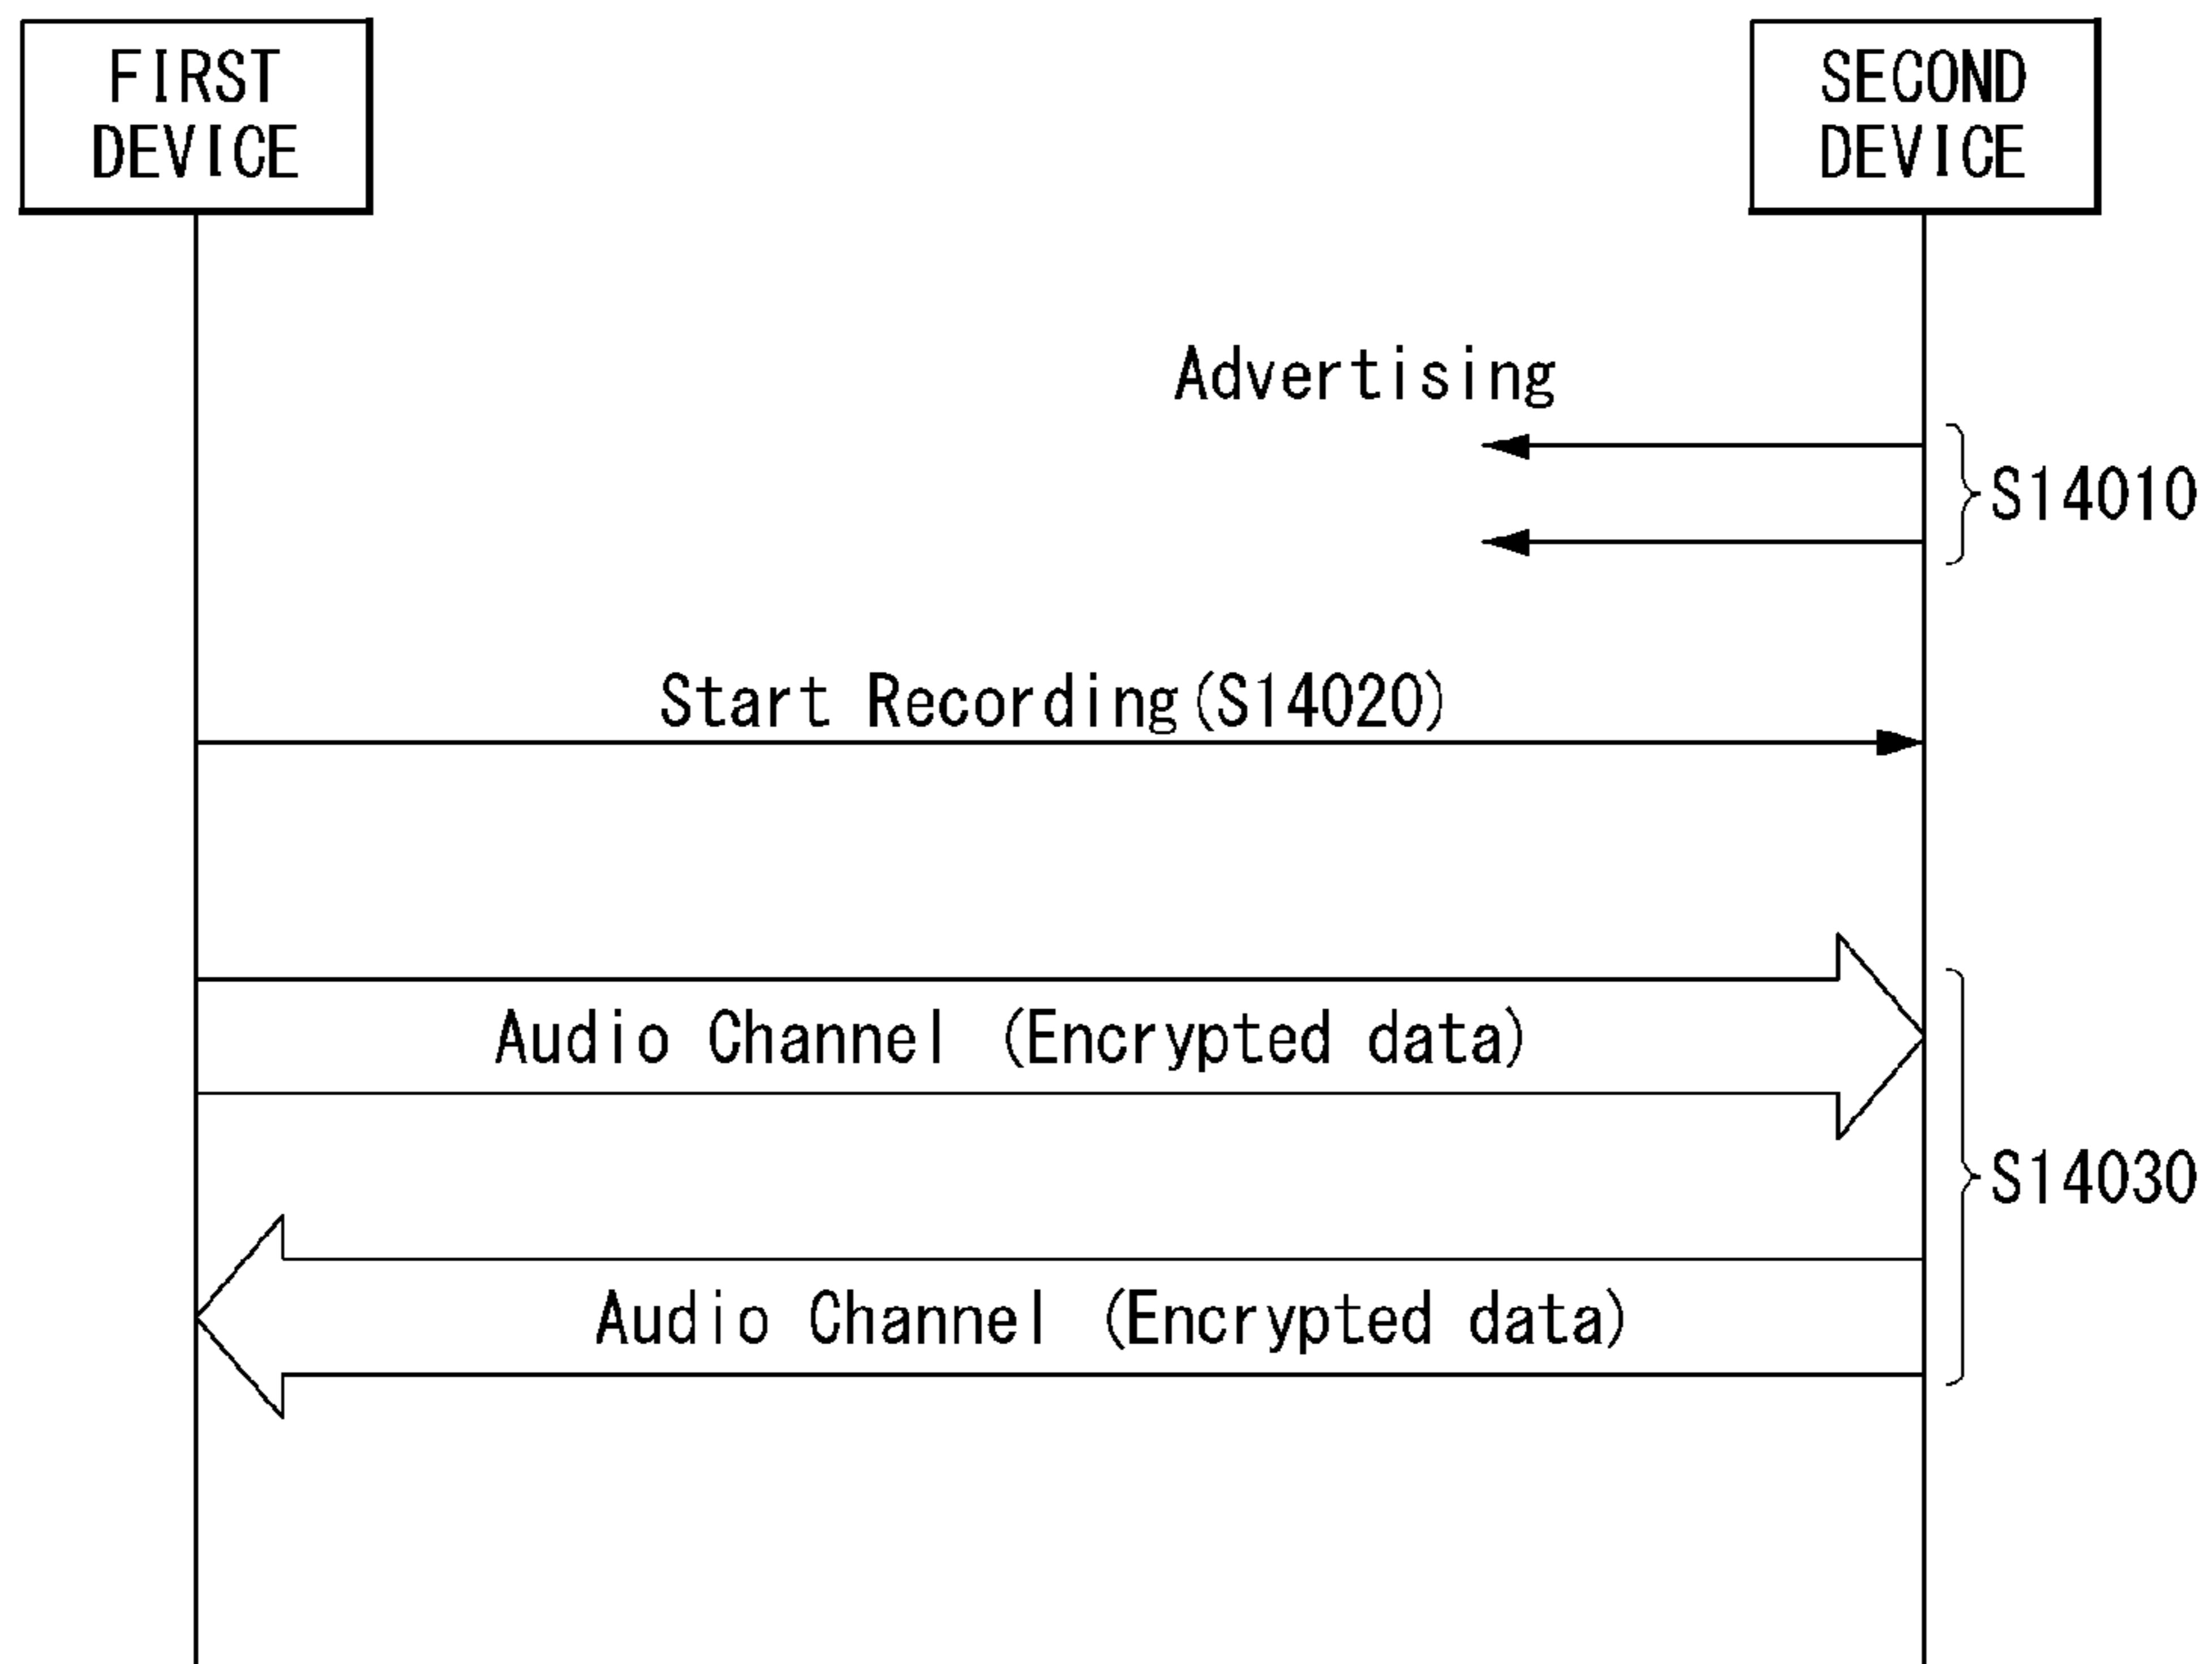 FIRST
DEVICE
SECOND
DEVICE
Advertising
S14010
Start Recording(S14020)
Audio Channel (Encrypted data)
S14030
Audio Channel (Encrypted data)